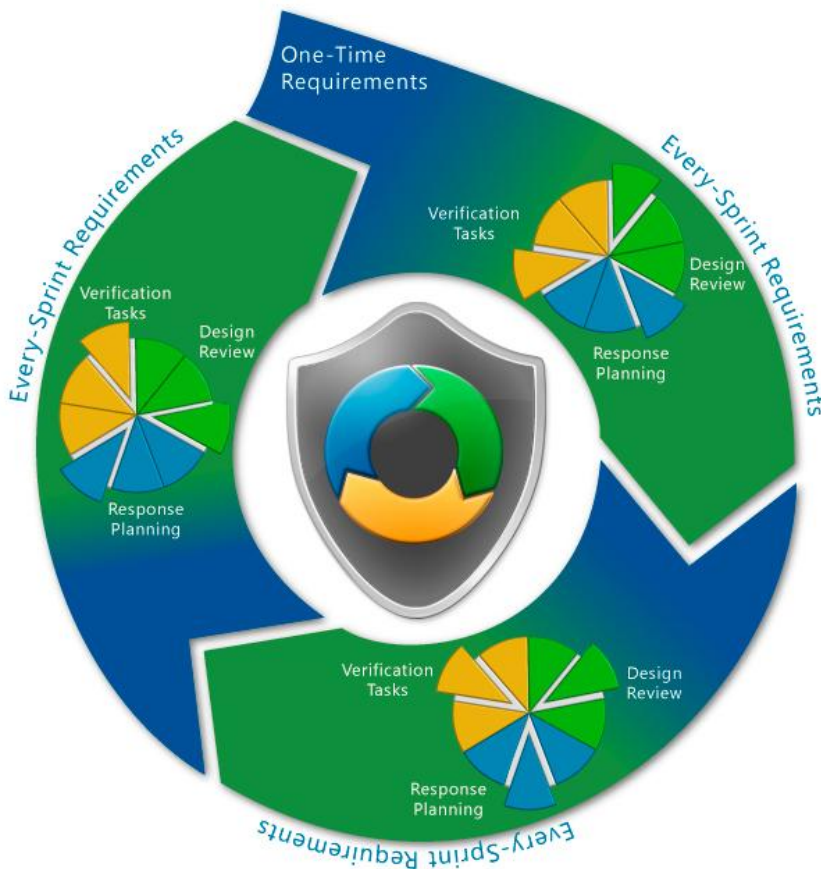 One-Time
Requirements
Every-Sprint Requirements
Verification
Tasks
Design
Review
Response
Planning
Every-Sprint Requirements
Verification
Tasks
Design
Review
Response
Planning
Verification
Tasks
Design
Review
Response
Planning
Every-Sprint Requirements